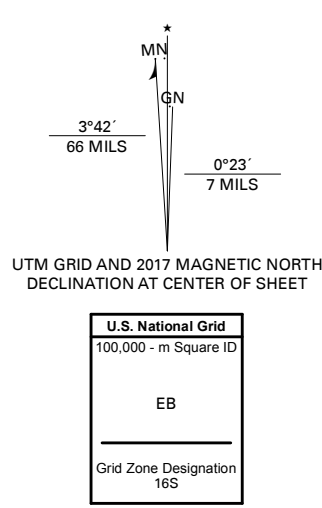 MN
GN
3°42´
66 MILS
0°23´
7 MILS
UTM GRID AND 2017 MAGNETIC NORTH
DECLINATION AT CENTER OF SHEET
U.S. National Grid
100,000 - m Square ID
EB
Grid Zone Designation
16S